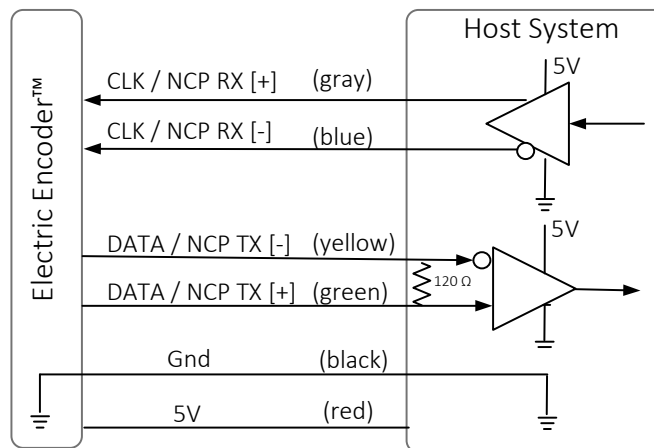 Host System
5V
CLK / NCP RX [+] (gray)
CLK / NCP RX [-] (blue)
Electric Encoder™
5V
DATA / NCP TX [-] (yellow)
120 Ω
DATA / NCP TX [+] (green)
Gnd (black)
5V (red)